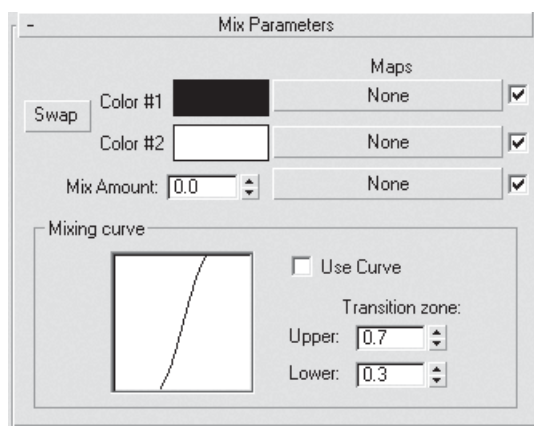 - Mix Parameters
Maps
Swap Color #1 None
Color #2 None
Mix Amount: 0.0 None
Mixing curve
Use Curve
Transition zone:
Upper: 0.7
Lower: 0.3